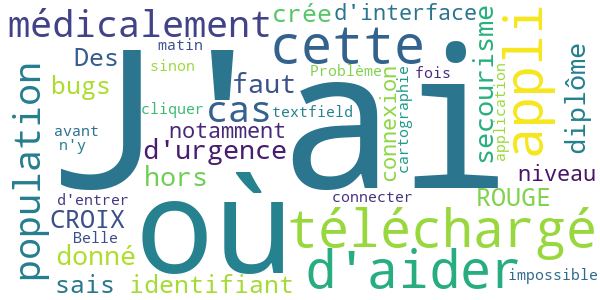 médicalement
crée
d'interface
Des
matin
cette
secourisme
appli
diplôme
population
bugs
sinon
J'ai
faut
Problème
fois
cas
textfield
connexion
cartographie
application
cliquer
notamment
avant
n'y
d'urgence
hors
niveau
où
d'entrer
connecter
ROUGE
CROIX
téléchargé
Belle
donné
d'aider
impossible
sais
identifiant